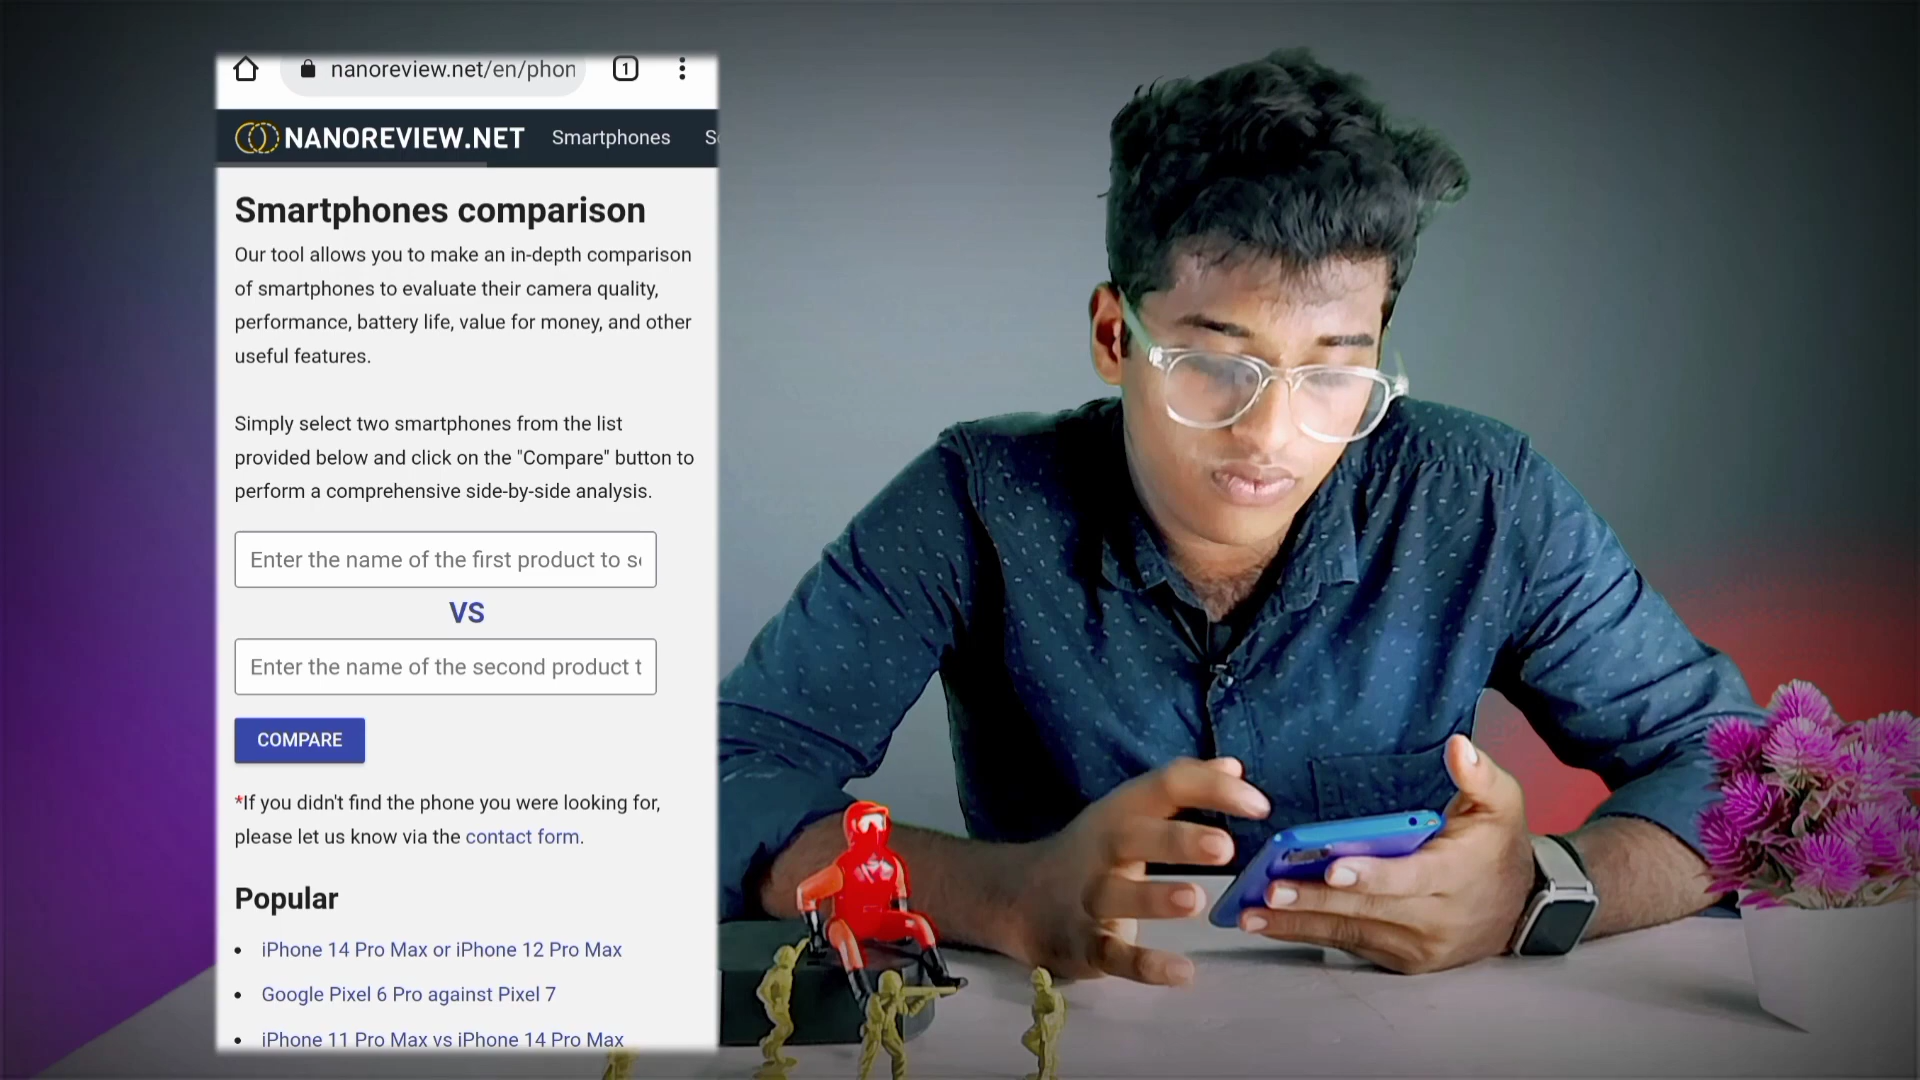 nanoreview.net/en/phon
1
NANOREVIEW.NET Smartphones
Smartphones comparison
Our tool allows you to make an in-depth comparison
of smartphones to evaluate their camera quality,
performance, battery life, value for money, and other
useful features.
Simply select two smartphones from the list
provided below and click on the "Compare" button to
perform a comprehensive side-by-side analysis.
Enter the name of the first product to
VS
Enter the name of the second product t
COMPARE
*If you didn't find the phone you were looking for,
please let us know via the contact form.
Popular
iPhone 14 Pro Max or iPhone 12 Pro Max
Google Pixel 6 Pro against Pixel 7
iPhone 11 Pro Max vs iPhone 14 Pro Max